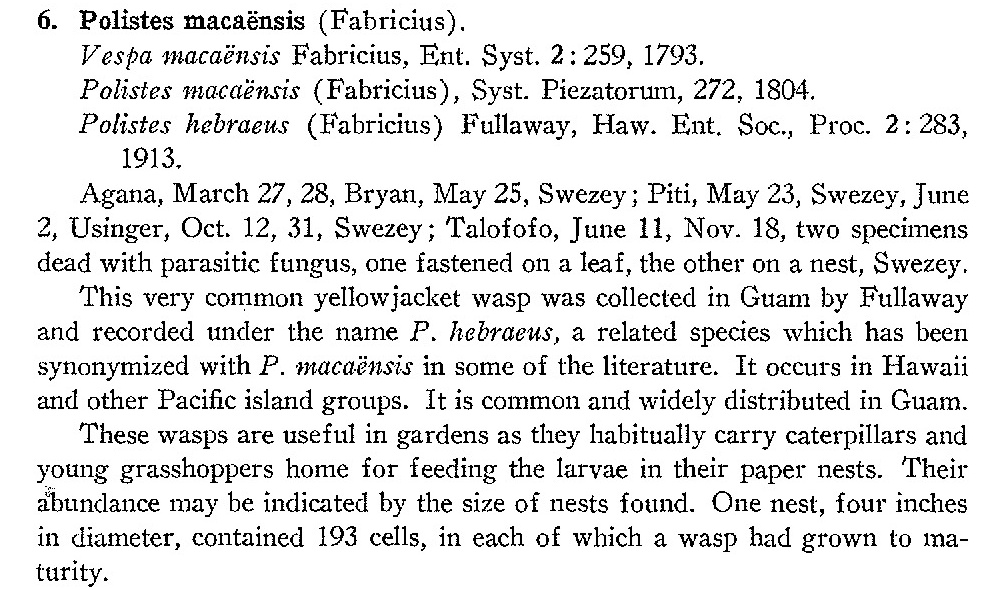 6. Polistes macaënsis (Fabricius).
Vespa macaënsis Fabricius, Ent. Syst. 2: 259, 1793.
Polistes macaënsis (Fabricius), Syst. Piezatorum, 272, 1804.
Polistes hebraeus (Fabricius) Fullaway, Haw. Ent. Soc., Proc. 2: 283,
1913.
Agana, March 27, 28, Bryan, May 25, Swezey; Piti, May 23, Swezey, June
2, Usinger, Oct. 12, 31, Swezey; Talofofo, June 11, Nov. 18, two specimens
dead with parasitic fungus, one fastened on a leaf, the other on a nest, Swezey.
This very common yellowjacket wasp was collected in Guam by Fullaway
and recorded under the name P. hebraeus, a related species which has been
synonymized with P. macaënsis in some of the literature. It occurs in Hawaii
and other Pacific island groups. It is common and widely distributed in Guam.
These wasps are useful in gardens as they habitually carry caterpillars and
young grasshoppers home for feeding the larvae in their paper nests. Their
abundance may be indicated by the size of nests found. One nest, four inches
in diameter, contained 193 cells, in each of which a wasp had grown to ma-
turity.